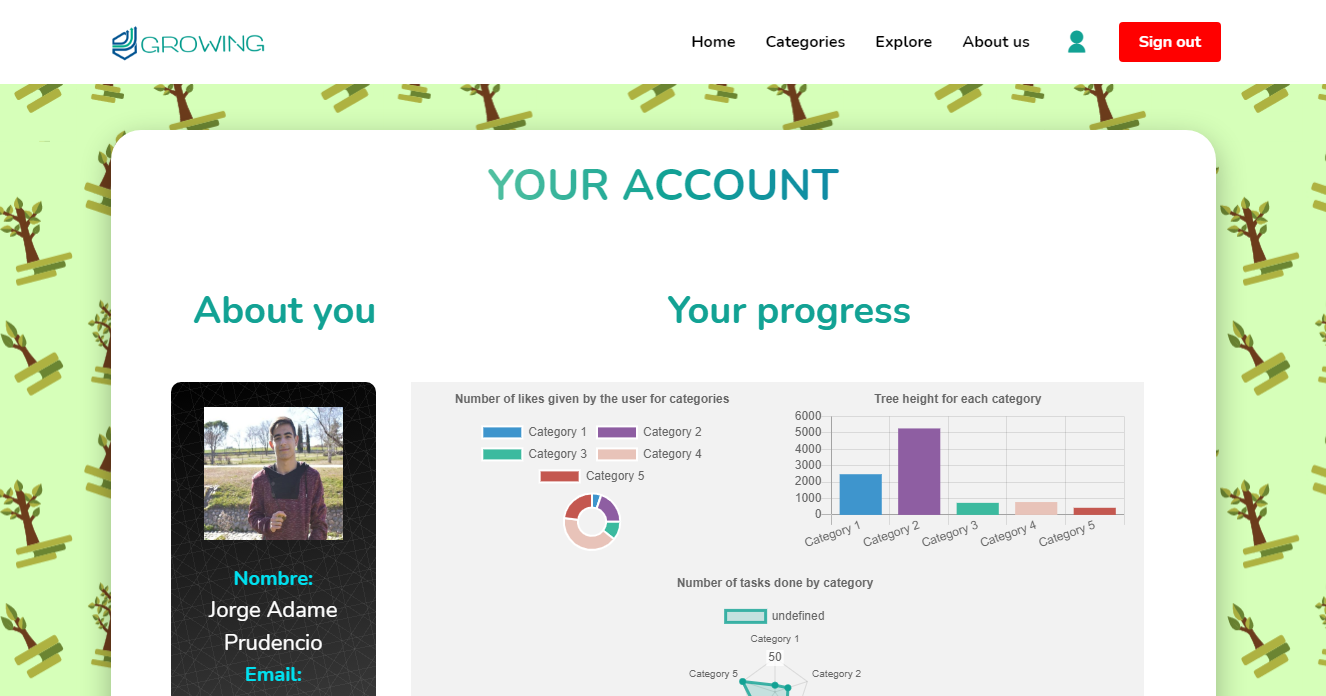 GROWING
Home Categories Explore About us Sign out
YOUR ACCOUNT
About you
Your progress
Nombre:
Jorge Adame
Prudencio
Email:
Number of likes given by the user for categories
Category 1 Category 2
Category 3 Category 4
Category 5
Tree height for each category
6000
5000
4000
3000
2000
1000
0
Category 1 Category 2 Category 3 Category 4 Category 5
Number of tasks done by category
undefined
Category 1
50
Category 5 Category 2